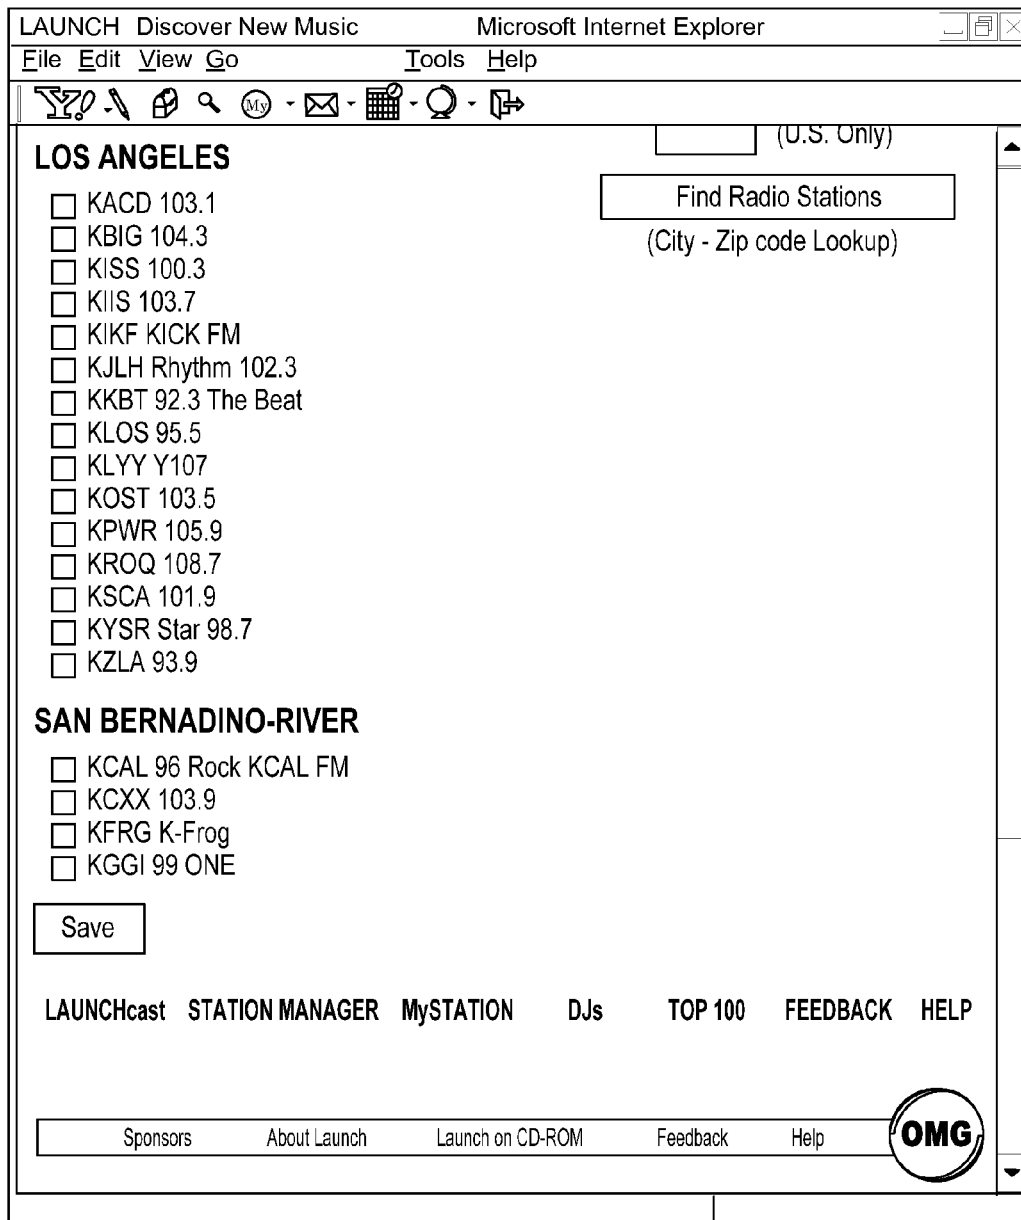 LAUNCH Discover New Music Microsoft Internet Explorer
File Edit View Go Tools Help
Y! My
(U.S. Only)
LOS ANGELES
Find Radio Stations
KACD 103.1
(City - Zip code Lookup)
KBIG 104.3
KISS 100.3
KIIS 103.7
KIKF KICK FM
KJLH Rhythm 102.3
KKBT 92.3 The Beat
KLOS 95.5
KLYY Y107
KOST 103.5
KPWR 105.9
KROQ 108.7
KSCA 101.9
KYSR Star 98.7
KZLA 93.9
SAN BERNADINO-RIVER
KCAL 96 Rock KCAL FM
KCXX 103.9
KFRG K-Frog
KGGI 99 ONE
Save
LAUNCHcast STATION MANAGER MySTATION DJs TOP 100 FEEDBACK HELP
Sponsors About Launch Launch on CD-ROM Feedback Help OMG